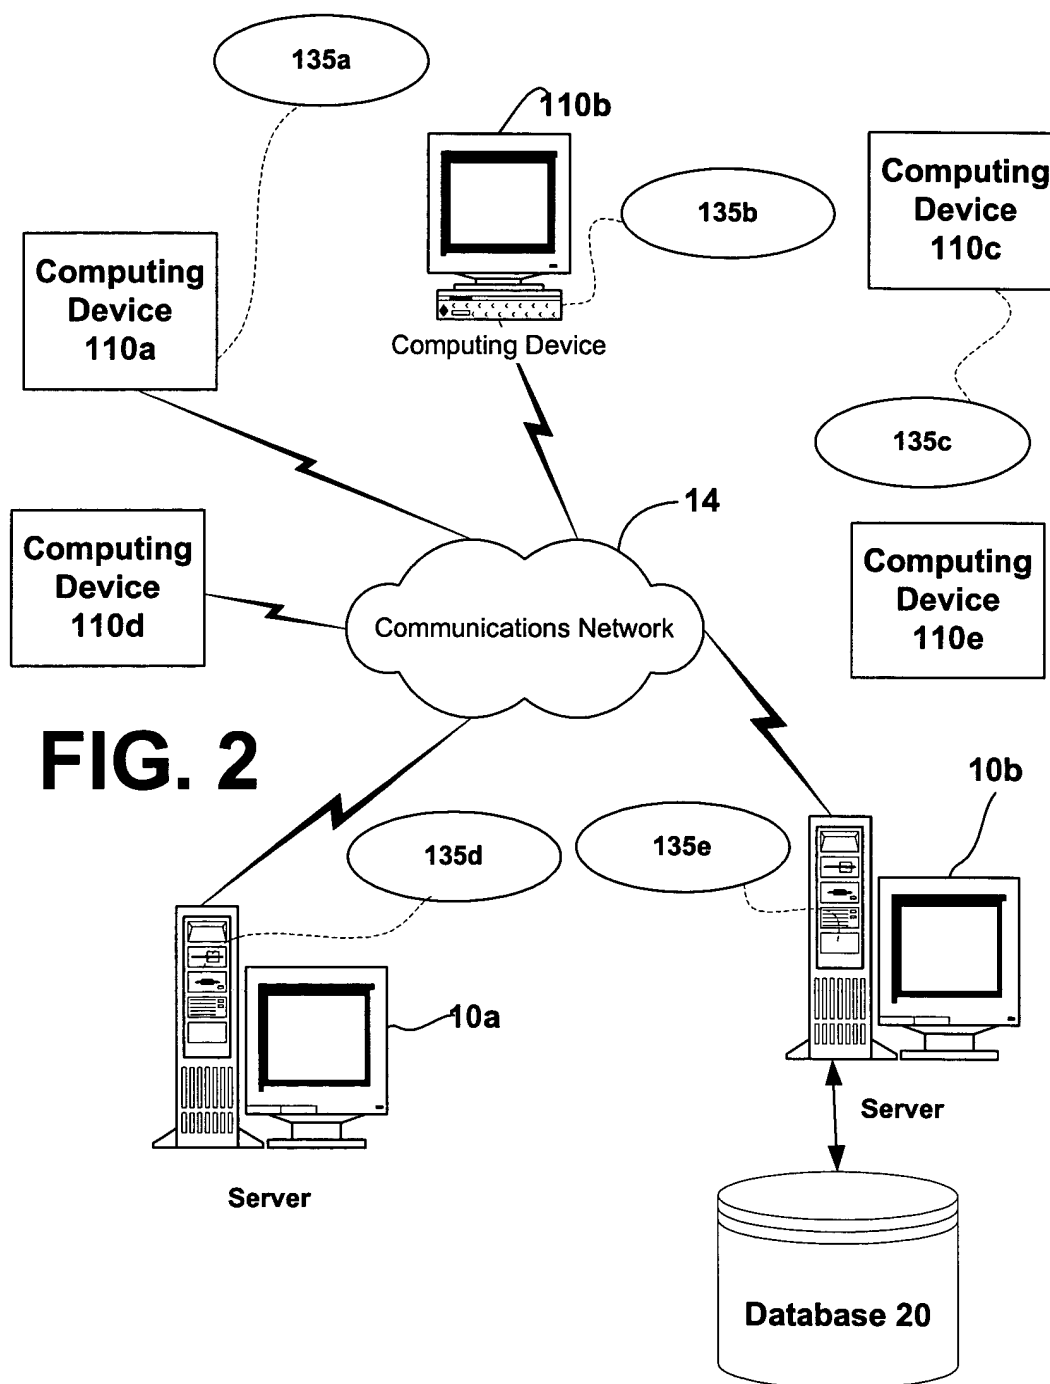 135a
110b
Computing
Device
110c
135b
Computing
Device
110a
Computing Device
135c
14
Computing
Device
110d
Computing
Device
110e
Communications Network
FIG. 2
10b
135d
135e
10a
Server
Server
Database 20